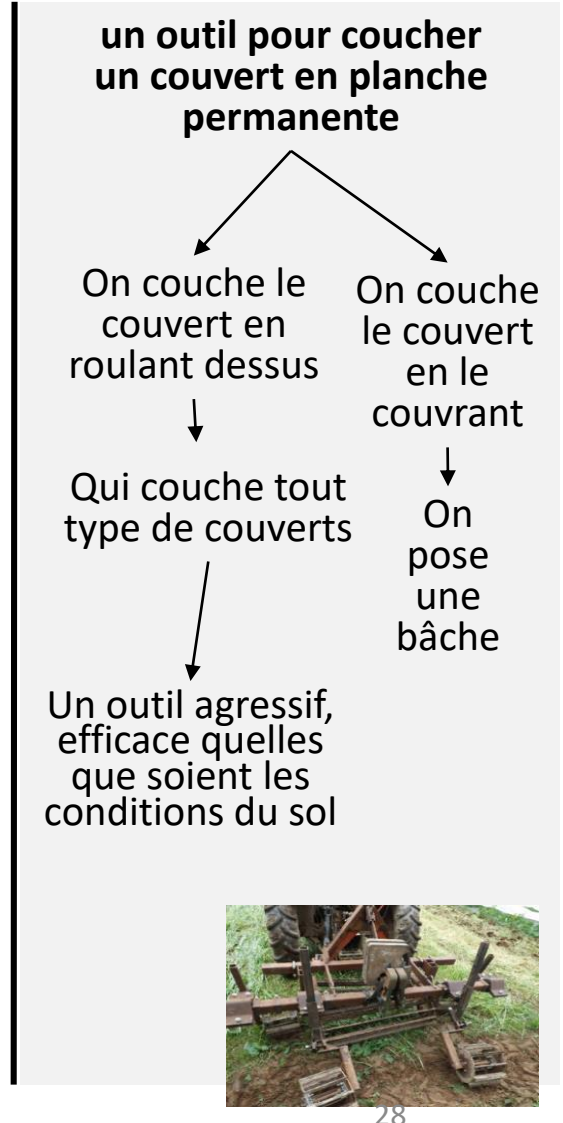 un outil pour coucher
un couvert en planche
permanente
On couche le
couvert en
roulant dessus
On couche
le couvert
en le
couvrant
Qui couche tout
type de couverts
On
pose
une
bâche
Un outil agressif,
efficace quelles
que soient les
conditions du sol
28